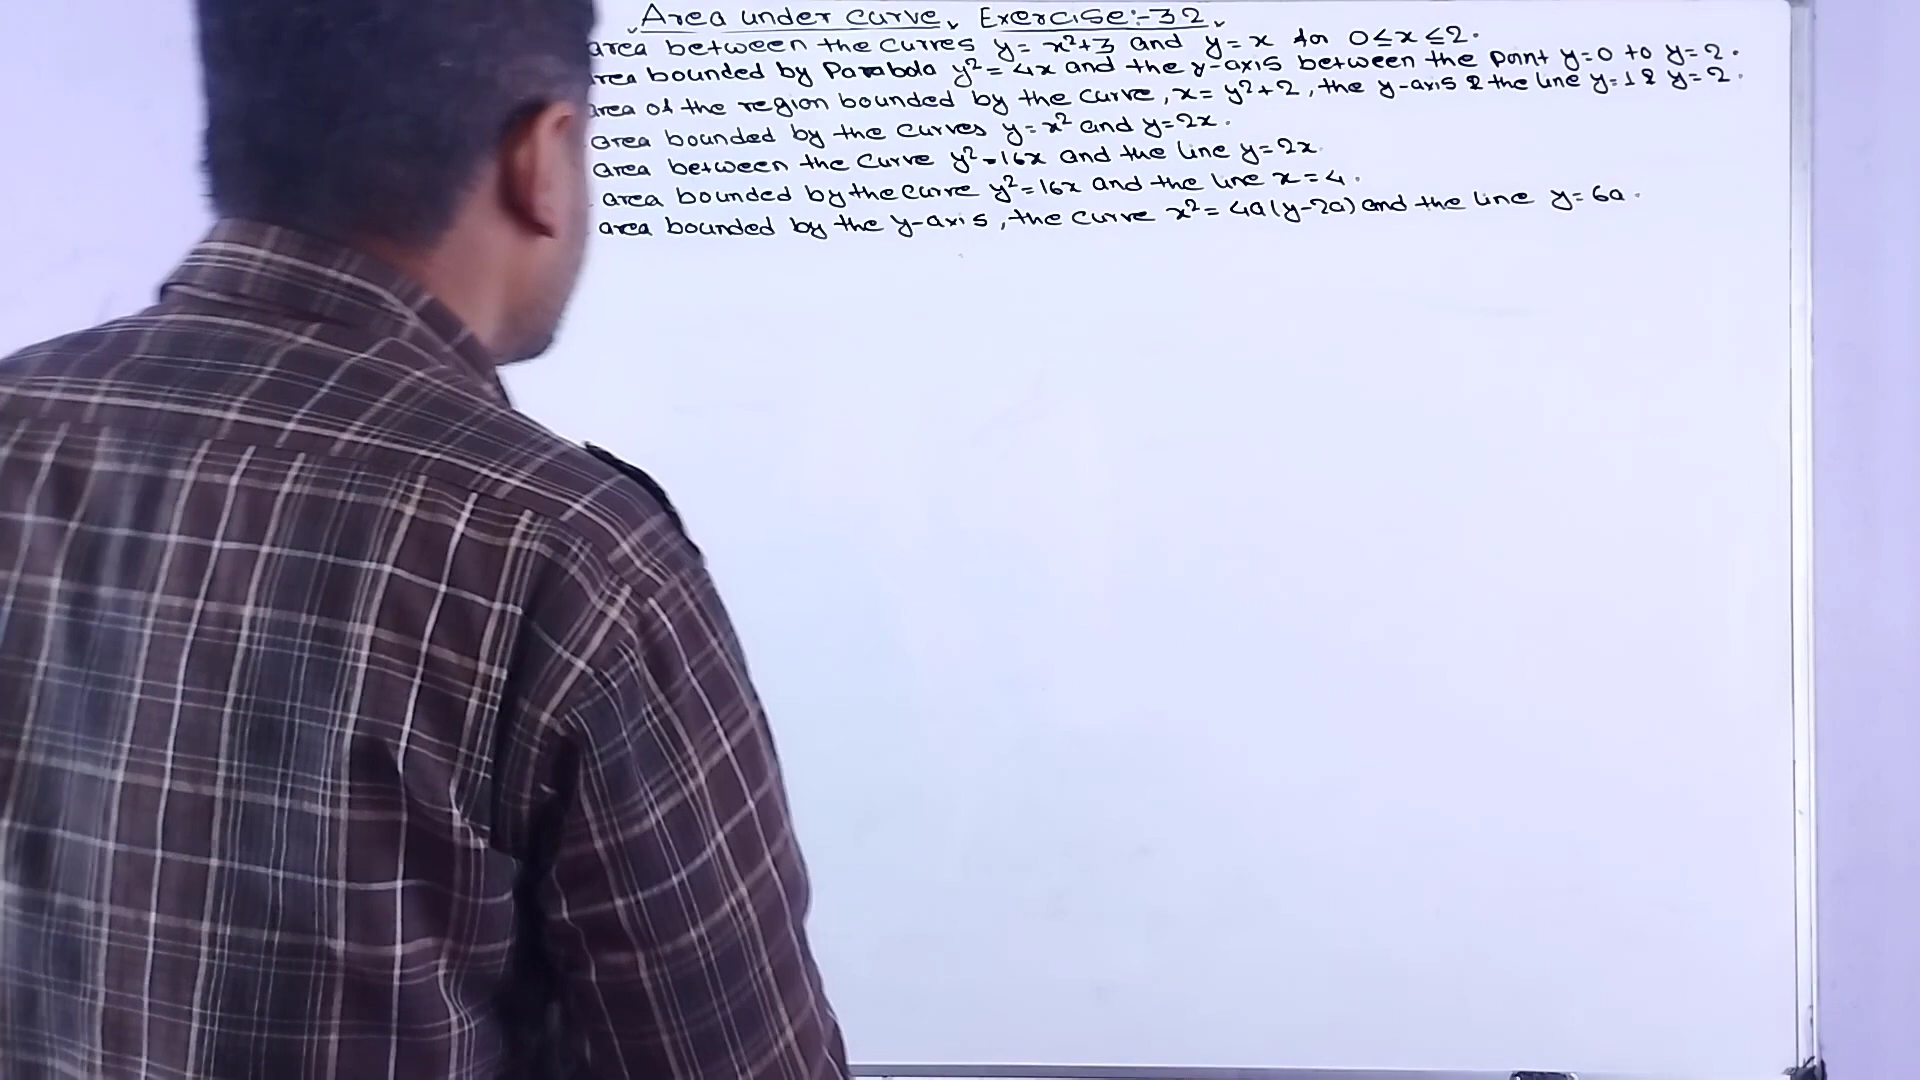 Area under curve, Exercise:-32,
area between the curves y= x²+3 and y=x for 0≤x≤2.
area bounded by Parabola y²=4x and the y-axis between the point y=0 to y=2.
area of the region bounded by the curve, x= y²+2, the y-axis & the line y=1 & y=2.
area bounded by the curves y=x² and y=2x.
area between the curve y²=16x and the line y=2x
area bounded by the curve y²=16x and the line x=4.
area bounded by the y-axis, the curve x²= 4a(y-2a) and the line y=6a.